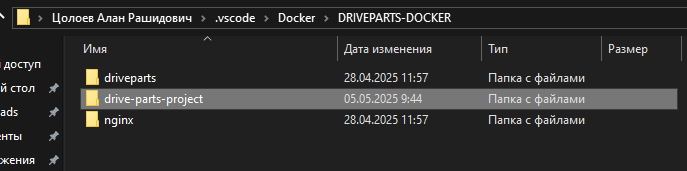 Цолоев Алан Рашидович > .vscode > Docker > DRIVEPARTS-DOCKER
Имя Дата изменения Тип Размер
доступ
driveparts 28.04.2025 11:57 Папка с файлами
й стол
drive-parts-project 05.05.2025 9:44 Папка с файлами
ads
nginx 28.04.2025 11:57 Папка с файлами
енты
жения